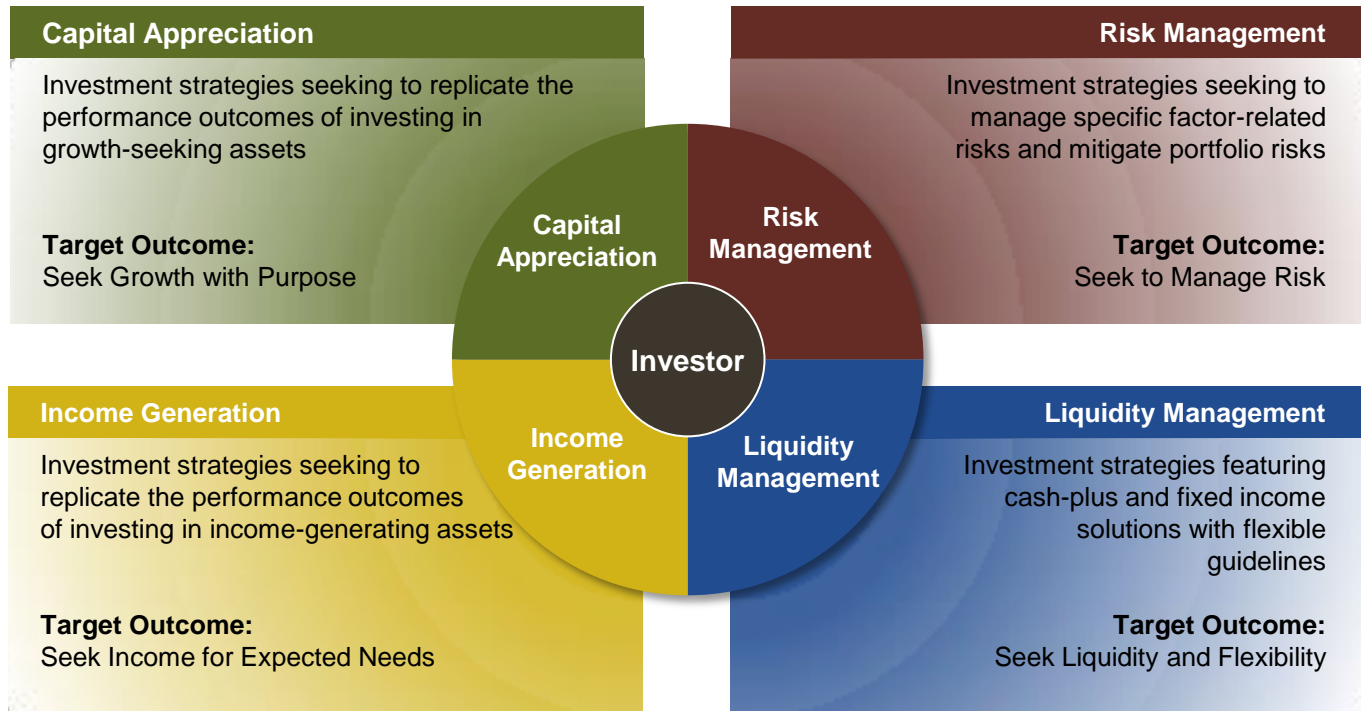 Capital Appreciation
Investment strategies seeking to replicate the
performance outcomes of investing in
growth-seeking assets
Target Outcome:
Seek Growth with Purpose
Risk Management
Investment strategies seeking to
manage specific factor-related
risks and mitigate portfolio risks
Target Outcome:
Seek to Manage Risk
Capital
Appreciation
Risk
Management
Investor
Income
Generation
Liquidity
Management
Income Generation
Investment strategies seeking to
replicate the performance outcomes
of investing in income-generating assets
Target Outcome:
Seek Income for Expected Needs
Liquidity Management
Investment strategies featuring
cash-plus and fixed income
solutions with flexible
guidelines
Target Outcome:
Seek Liquidity and Flexibility